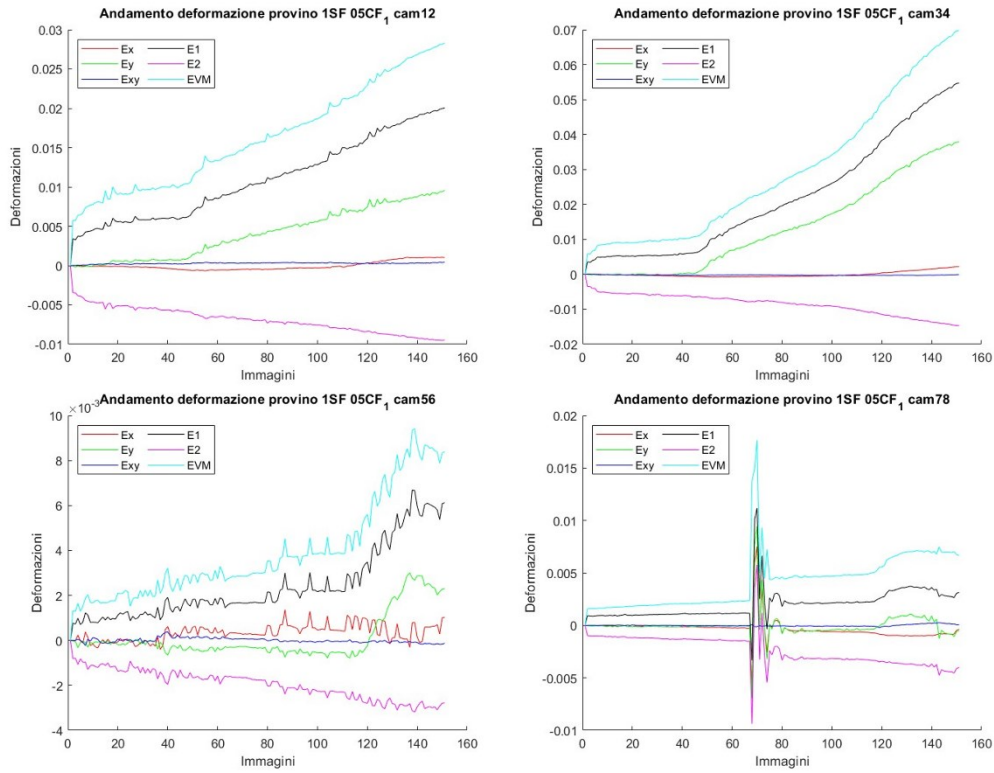 Andamento deformazione provino 1SF 05CF₁ cam12
0.03
0.025
0.02
0.015
0.01
0.005
0
-0.005
-0.01
Deformazioni
Ex E1
Ey E2
Exy EVM
0 20 40 60 80 100 120 140 160
Immagini
Andamento deformazione provino 1SF 05CF₁ cam34
0.07
0.06
0.05
0.04
0.03
0.02
0.01
0
-0.01
-0.02
Deformazioni
Ex E1
Ey E2
Exy EVM
0 20 40 60 80 100 120 140 160
Immagini
Andamento deformazione provino 1SF 05CF₁ cam56
×10⁻³
10
8
6
4
2
0
-2
-4
Deformazioni
Ex E1
Ey E2
Exy EVM
0 20 40 60 80 100 120 140 160
Immagini
Andamento deformazione provino 1SF 05CF₁ cam78
0.02
0.015
0.01
0.005
0
-0.005
-0.01
Deformazioni
Ex E1
Ey E2
Exy EVM
0 20 40 60 80 100 120 140 160
Immagini